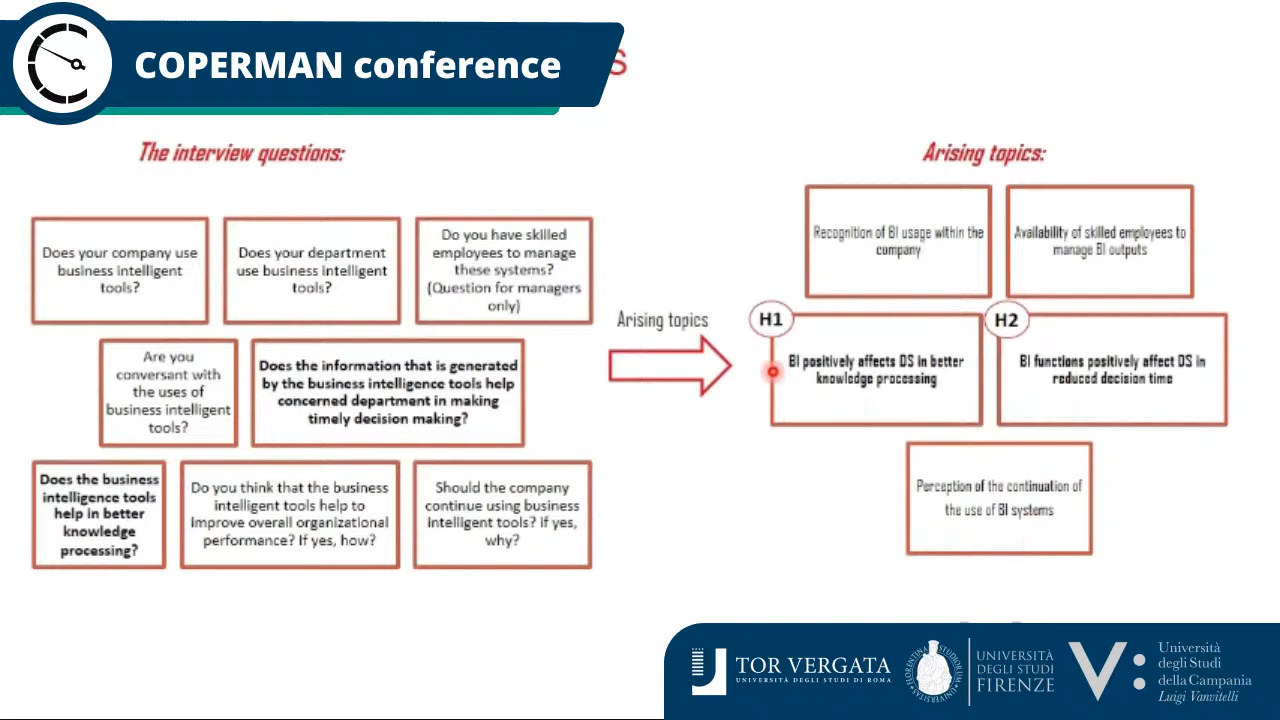 COPERMAN conference
S
The interview questions:
Arising topics:
Does your company use
business intelligent
tools?
Does your department
use business intelligent
tools?
Do you have skilled
employees to manage
these systems?
(Question for managers
only)
Are you
conversant with
the uses of
business intelligent
tools?
Does the information that is generated
by the business intelligence tools help
concerned department in making
timely decision making?
Does the business
intelligence tools
help in better
knowledge
processing?
Do you think that the business
intelligent tools help to
improve overall organizational
performance? If yes, how?
Should the company
continue using business
intelligent tools? If yes,
why?
Arising topics
Recognition of BI usage within the
company
Availability of skilled employees to
manage BI outputs
H1
BI positively affects DS in better
knowledge processing
H2
BI functions positively affect DS in
reduced decision time
Perception of the continuation of
the use of BI systems
TOR VERGATA
UNIVERSITÀ DEGLI STUDI DI ROMA
FLORENTINA STUDIORUM UNIVERSITAS
UNIVERSITÀ
DEGLI STUDI
FIRENZE
V:
Università
degli Studi
della Campania
Luigi Vanvitelli